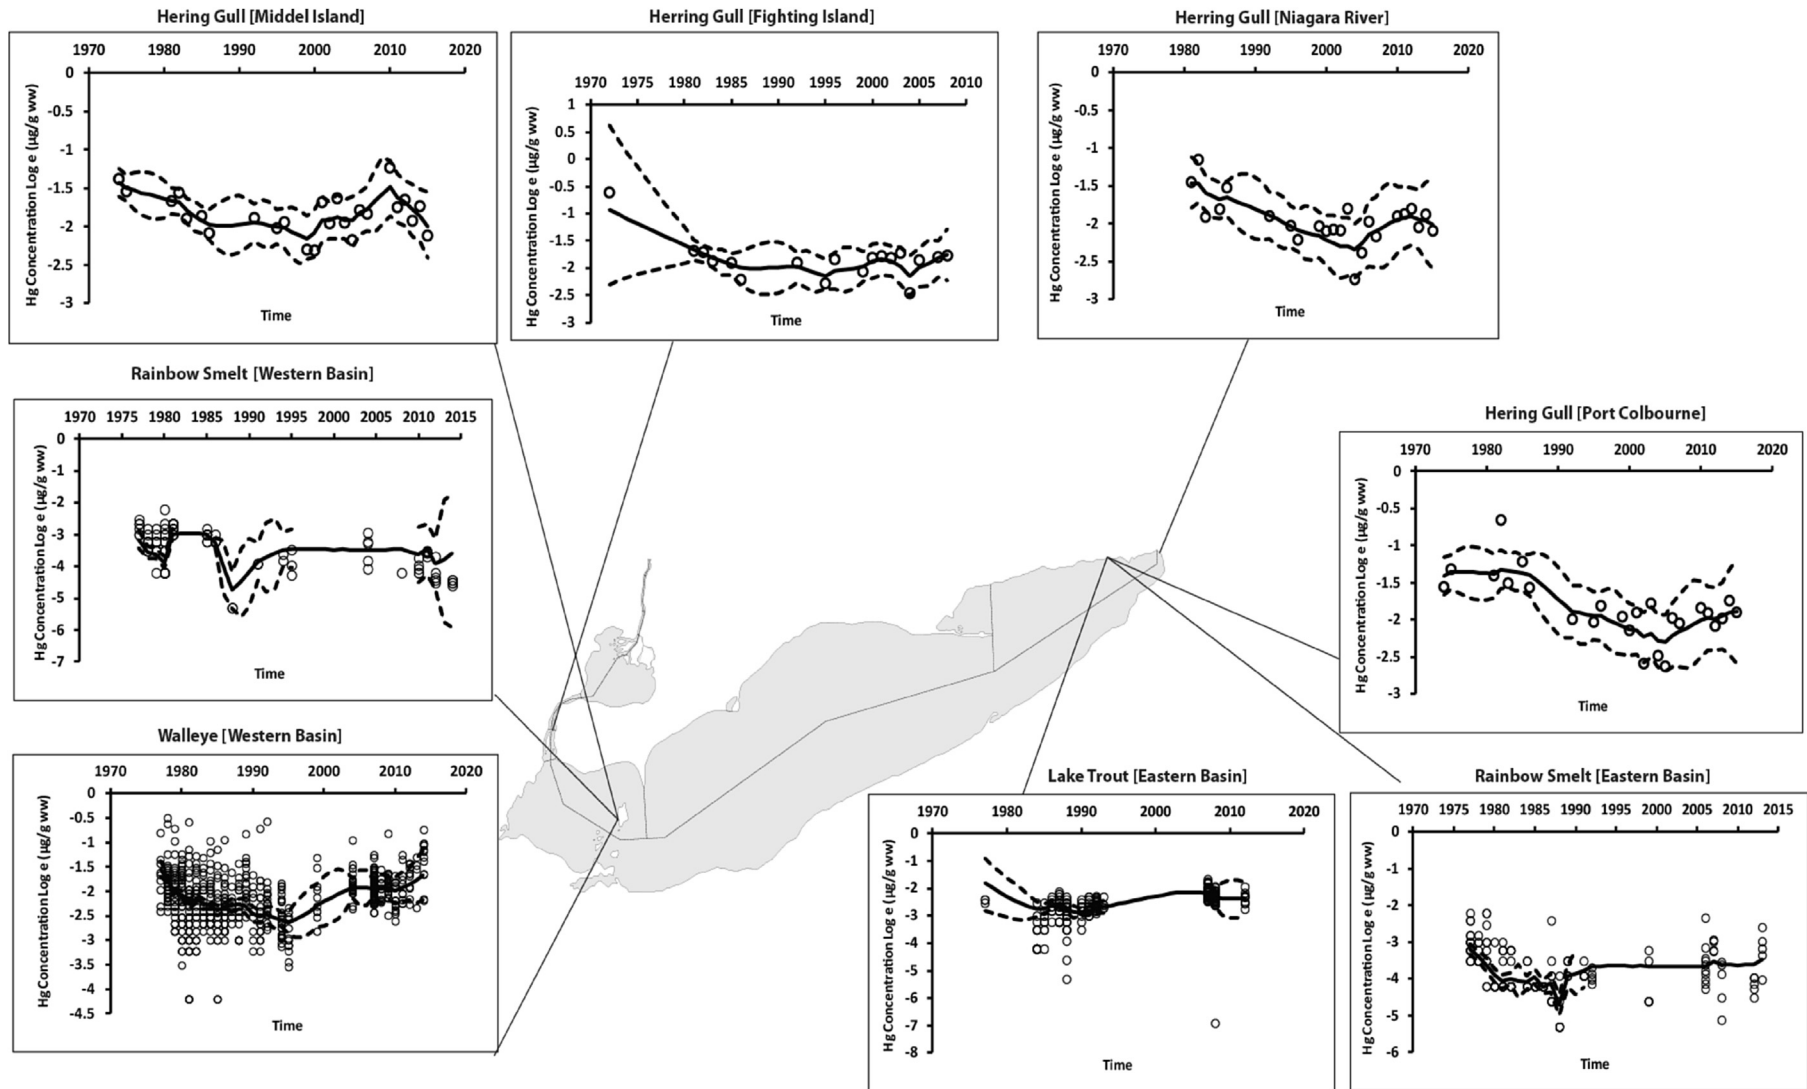 Hering Gull [Middel Island]
1970 1980 1990 2000 2010 2020
0
-0.5
-1
-1.5
-2
-2.5
-3
Hg Concentration Log e (µg/g ww)
Time
Herring Gull [Fighting Island]
1970 1975 1980 1985 1990 1995 2000 2005 2010
1
0.5
0
-0.5
-1
-1.5
-2
-2.5
-3
Hg Concentration Log e (µg/g ww)
Time
Herring Gull [Niagara River]
1970 1980 1990 2000 2010 2020
0
-0.5
-1
-1.5
-2
-2.5
-3
Hg Concentration Log e (µg/g ww)
Time
Rainbow Smelt [Western Basin]
1970 1975 1980 1985 1990 1995 2000 2005 2010 2015
0
-1
-2
-3
-4
-5
-6
-7
Hg Concentration Log e (µg/g ww)
Time
Hering Gull [Port Colbourne]
1970 1980 1990 2000 2010 2020
0
-0.5
-1
-1.5
-2
-2.5
-3
Hg Concentration Log e (µg/g ww)
Time
Walleye [Western Basin]
1970 1980 1990 2000 2010 2020
0
-0.5
-1
-1.5
-2
-2.5
-3
-3.5
-4
-4.5
Hg Concentration Log e (µg/g ww)
Time
Lake Trout [Eastern Basin]
1970 1980 1990 2000 2010 2020
0
-1
-2
-3
-4
-5
-6
-7
-8
Hg Concentration Log e (µg/g ww)
Time
Rainbow Smelt [Eastern Basin]
1970 1975 1980 1985 1990 1995 2000 2005 2010 2015
0
-1
-2
-3
-4
-5
-6
Hg Concentration Log e (µg/g ww)
Time